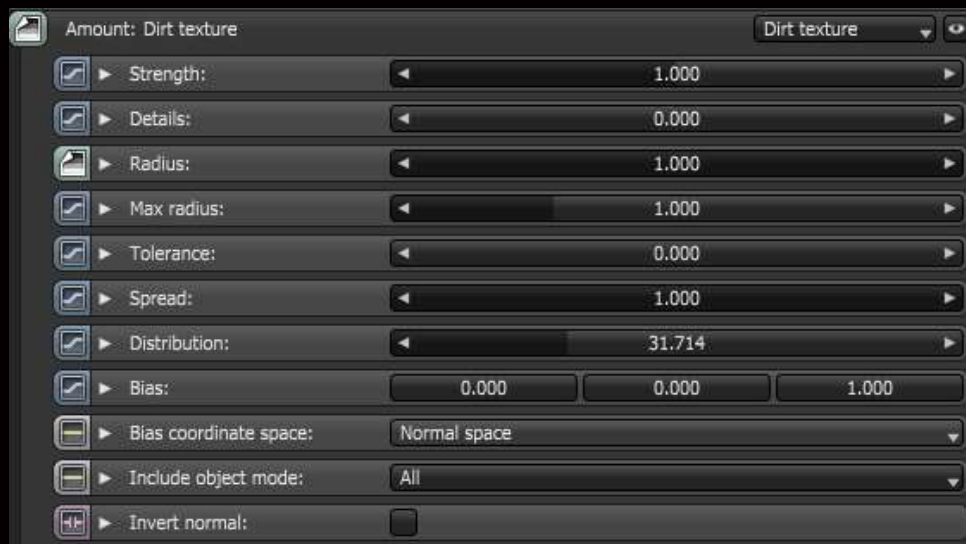 Amount: Dirt texture Dirt texture
Strength: 1.000
Details: 0.000
Radius: 1.000
Max radius: 1.000
Tolerance: 0.000
Spread: 1.000
Distribution: 31.714
Bias: 0.000 0.000 1.000
Bias coordinate space: Normal space
Include object mode: All
Invert normal: